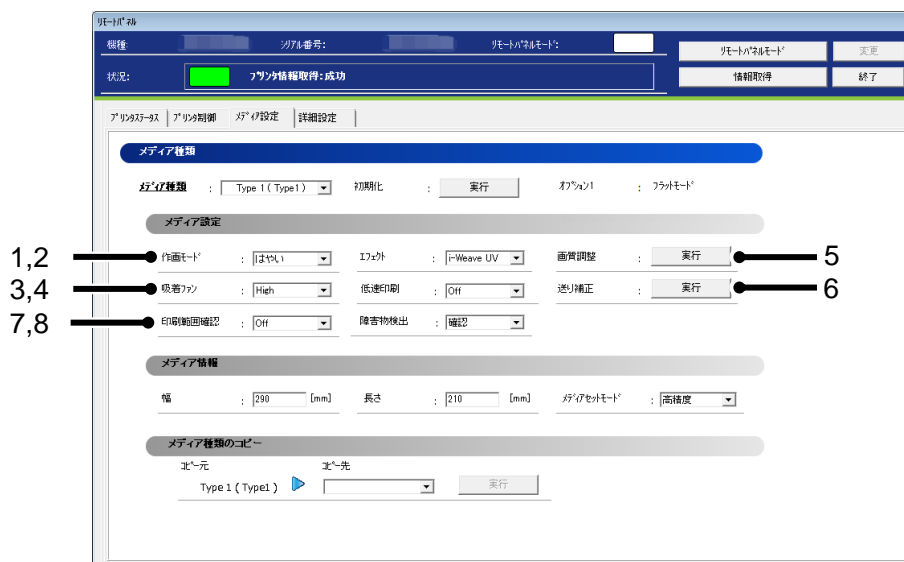 リモートパネル
機種: シリアル番号: リモートパネルモード: リモートパネルモード 変更
状況: プリンタ情報取得:成功 情報取得 終了
プリンタステータス プリンタ制御 メディア設定 詳細設定
メディア種類
メディア種類 : Type 1 ( Type1 ) 初期化 : 実行 オプション1 : フラットモード
メディア設定
1,2 作画モード : はやい エフェクト : i-Weave UV 画質調整 : 実行 5
3,4 吸着ファン : High 低速印刷 : Off 送り補正 : 実行 6
7,8 印刷範囲確認 : Off 障害物検出 : 確認
メディア情報
幅 : 290 [mm] 長さ : 210 [mm] メディアセットモード : 高精度
メディア種類のコピー
コピー元 コピー先
Type 1 ( Type1 ) 実行